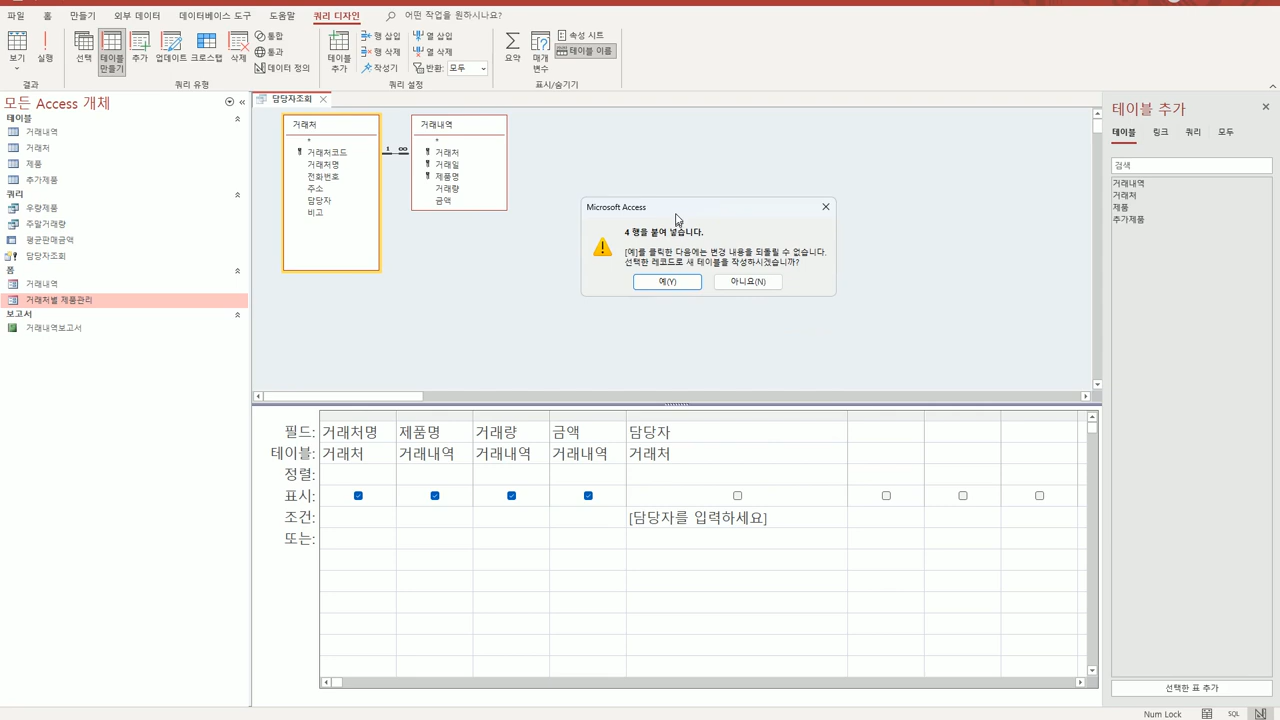 파일 홈 만들기 외부 데이터 데이터베이스 도구 도움말 쿼리 디자인 어떤 작업을 원하시나요?
보기 실행 선택 테이블 만들기 추가 업데이트 크로스탭 삭제 통합 통과 데이터 정의 테이블 추가 행 삽입 행 삭제 작성기 열 삽입 열 삭제 반환: 모두 요약 매개 변수 속성 시트 테이블 이름
결과 쿼리 유형 쿼리 설정 표시/숨기기
모든 Access 개체
테이블
거래내역
거래처
제품
추가제품
쿼리
우량제품
주말거래량
평균판매금액
담당자조회
폼
거래내역
거래처별 제품관리
보고서
거래내역보고서
담당자조회
거래처
*
거래처코드
거래처명
전화번호
주소
담당자
비고
1 ∞
거래내역
*
거래처
거래일
제품명
거래량
금액
Microsoft Access
4 행을 붙여 넣습니다.
[예]를 클릭한 다음에는 변경 내용을 되돌릴 수 없습니다.
선택한 레코드로 새 테이블을 작성하시겠습니까?
예(Y) 아니요(N)
필드: 거래처명 제품명 거래량 금액 담당자
테이블: 거래처 거래내역 거래내역 거래내역 거래처
정렬:
표시:
조건: [담당자를 입력하세요]
또는:
테이블 추가
테이블 링크 쿼리 모두
검색
거래내역
거래처
제품
추가제품
선택한 표 추가
Num Lock SQL